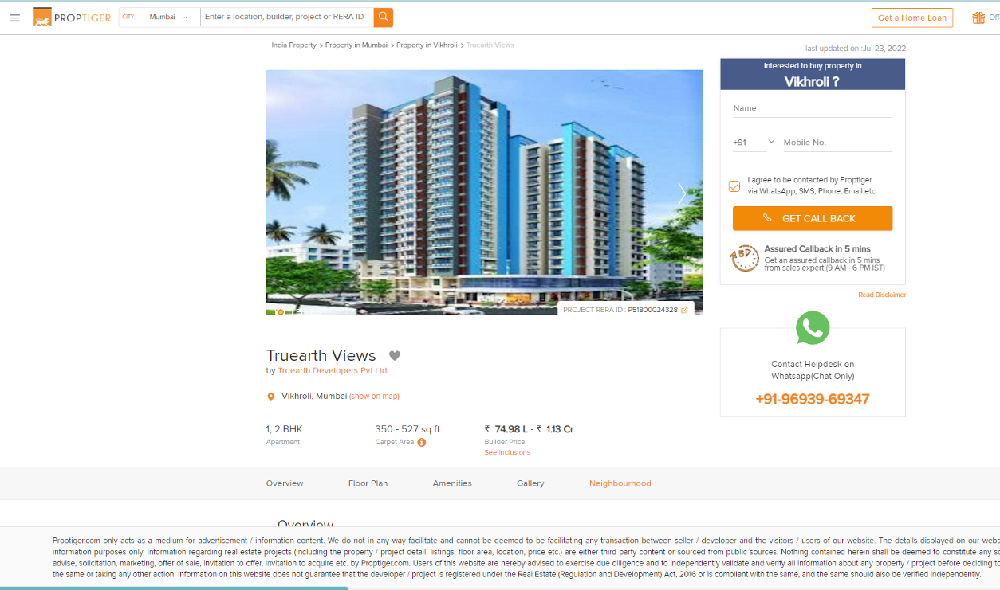 PROPTIGER
CITY: Mumbai
Enter a location, builder, project or RERA ID
Get a Home Loan
Off
India Property > Property in Mumbai > Property in Vikhroli > Truearth Views
last updated on :Jul 23, 2022
Interested to buy property in
Vikhroli ?
Name
+91 Mobile No.
I agree to be contacted by Proptiger
via WhatsApp, SMS, Phone, Email etc.
GET CALL BACK
Assured Callback in 5 mins
Get an assured callback in 5 mins
from sales expert (9 AM - 6 PM IST)
Read Disclaimer
PROJECT RERA ID : P51800024328
Contact Helpdesk on
Whatsapp(Chat Only)
+91-96939-69347
Truearth Views
by Truearth Developers Pvt Ltd
Vikhroli, Mumbai (show on map)
1, 2 BHK 350 - 527 sq ft ₹ 74.98 L - ₹ 1.13 Cr
Apartment Carpet Area Builder Price
See inclusions
Overview Floor Plan Amenities Gallery Neighbourhood
Overview
Proptiger.com only acts as a medium for advertisement / information content. We do not in any way facilitate and cannot be deemed to be facilitating any transaction between seller / developer and the visitors / users of our website. The details displayed on our webs
information purposes only. Information regarding real estate projects (including the property / project detail, listings, floor area, location, price etc.) are either third party content or sourced from public sources. Nothing contained herein shall be deemed to constitute any so
advise, solicitation, marketing, offer of sale, invitation to offer, invitation to acquire etc. by Proptiger.com. Users of this website are hereby advised to exercise due diligence and to independently validate and verify all information about any property / project before deciding to
the same or taking any other action. Information on this website does not guarantee that the developer / project is registered under the Real Estate (Regulation and Development) Act, 2016 or is compliant with the same, and the same should also be verified independently.